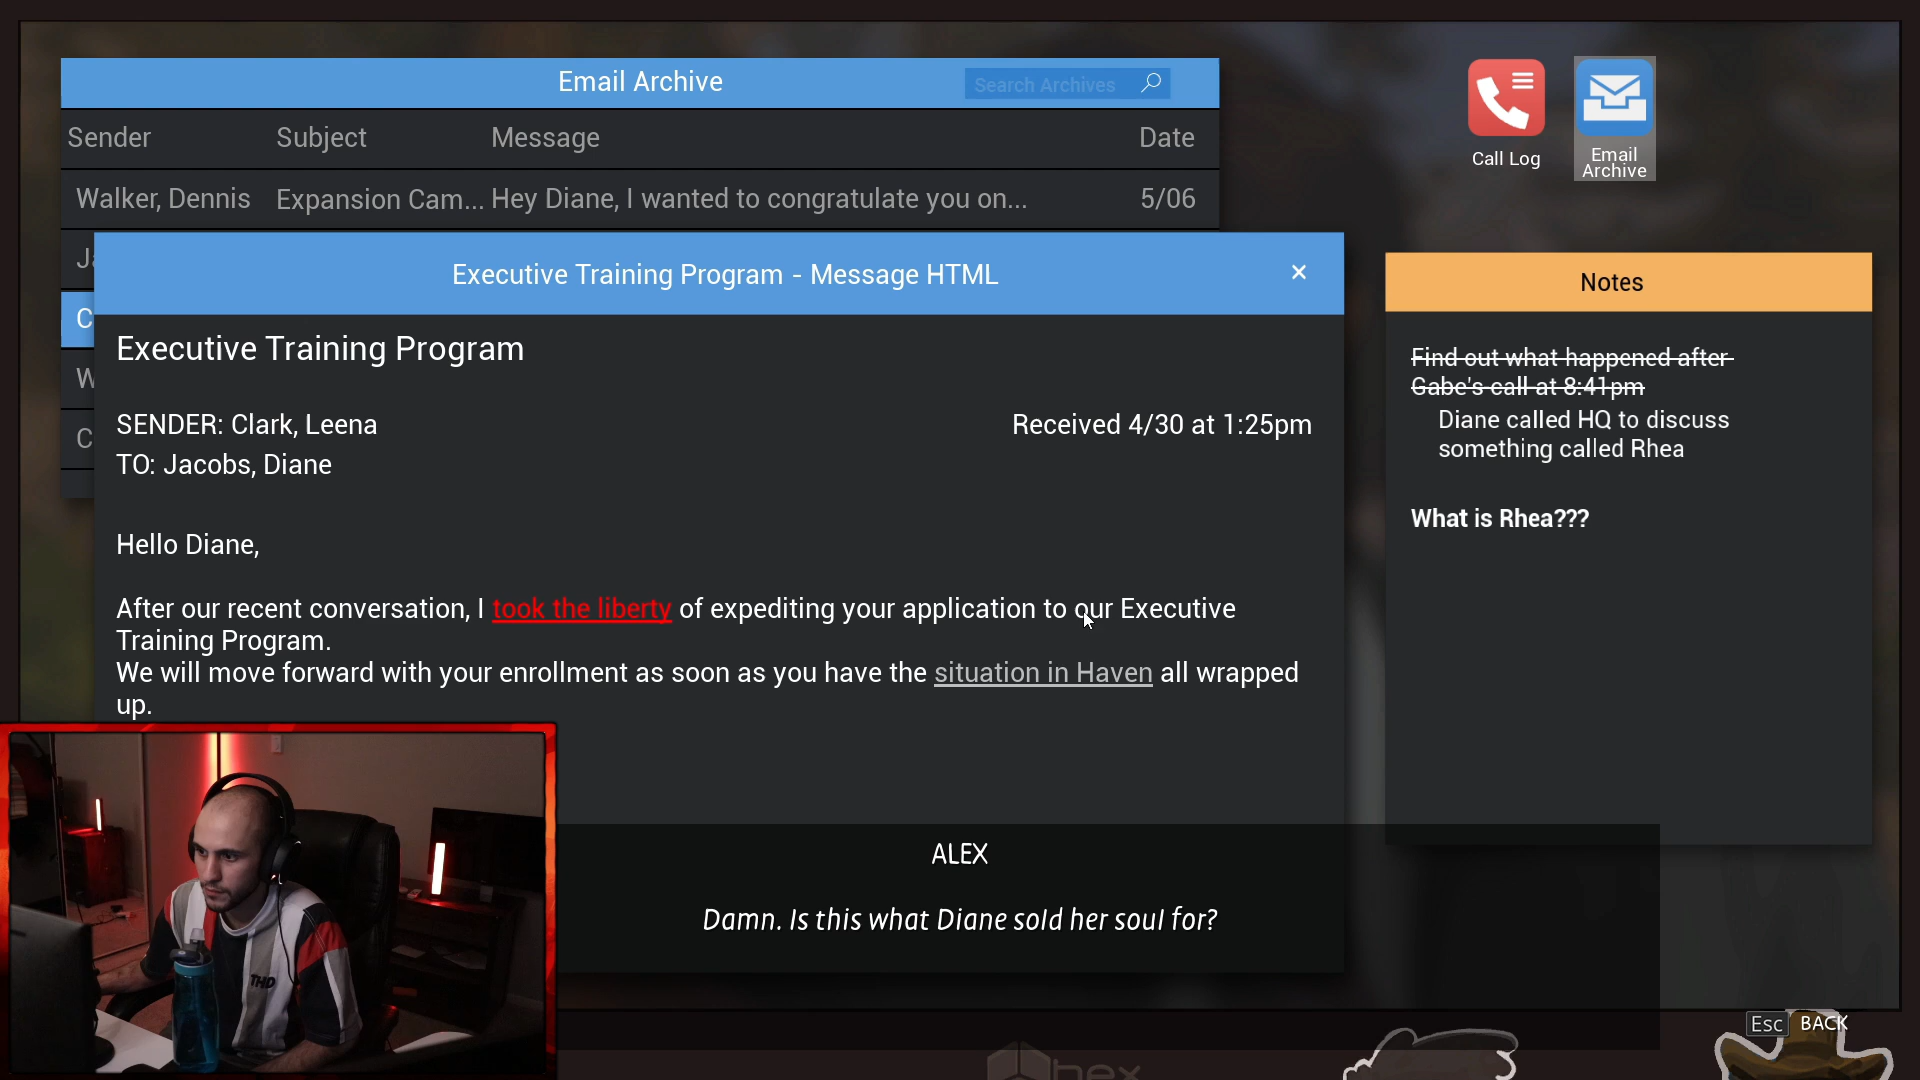 Email Archive
Search Archives
Call Log
Email
Archive
Sender Subject Message Date
Walker, Dennis Expansion Cam... Hey Diane, I wanted to congratulate you on... 5/06
J
Executive Training Program - Message HTML
×
C
W
C
Executive Training Program
SENDER: Clark, Leena Received 4/30 at 1:25pm
TO: Jacobs, Diane
Hello Diane,
After our recent conversation, I took the liberty of expediting your application to our Executive
Training Program.
We will move forward with your enrollment as soon as you have the situation in Haven all wrapped
up.
Notes
Find out what happened after
Gabe's call at 8:41pm
Diane called HQ to discuss
something called Rhea
What is Rhea???
THD
ALEX
Damn. Is this what Diane sold her soul for?
Esc BACK
hex